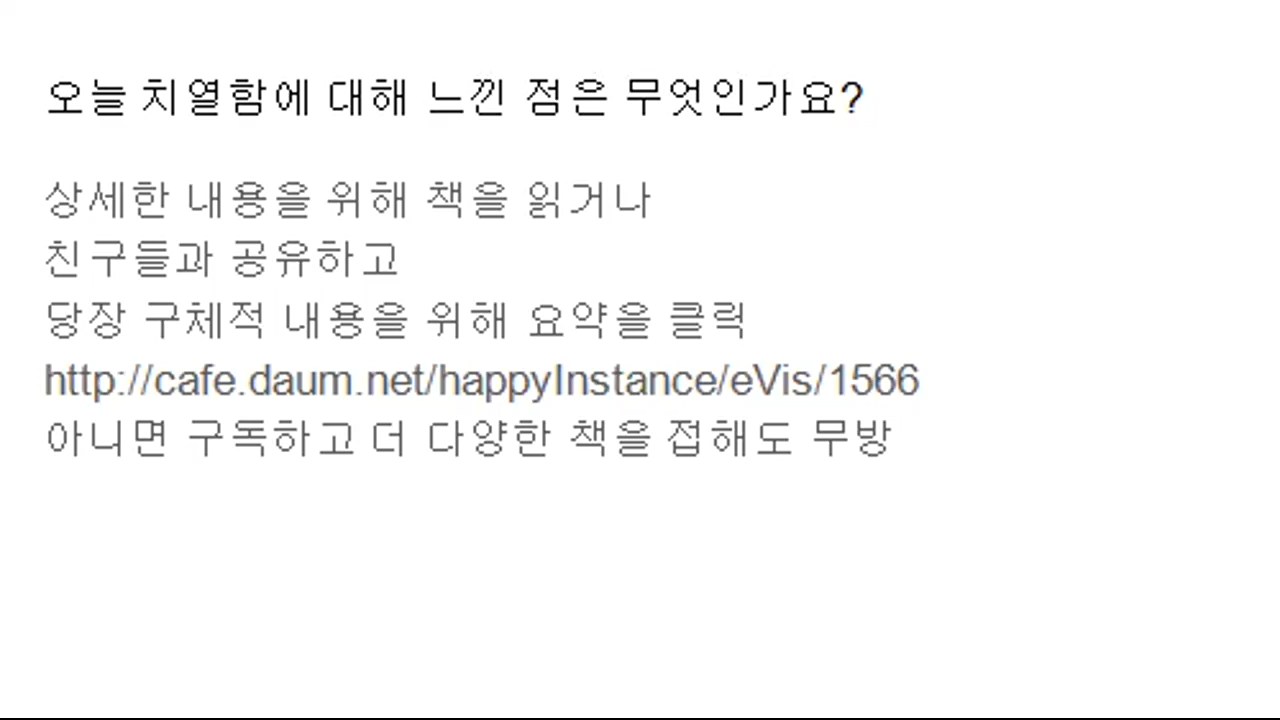 오늘 치열함에 대해 느낀 점은 무엇인가요?
상세한 내용을 위해 책을 읽거나
친구들과 공유하고
당장 구체적 내용을 위해 요약을 클릭
http://cafe.daum.net/happyInstance/eVis/1566
아니면 구독하고 더 다양한 책을 접해도 무방